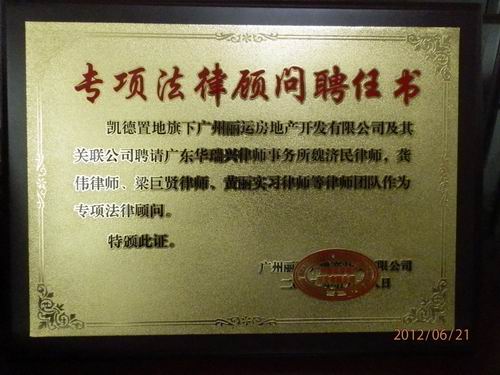 专项法律顾问聘任书
凯德置地旗下广州丽运房地产开发有限公司及其
关联公司聘请广东华瑞兴律师事务所魏济民律师，龚
伟律师、梁巨贤律师、黄丽实习律师等律师团队作为
专项法律顾问。
特颁此证。
广州丽 限公司
二 日
2012/06/21